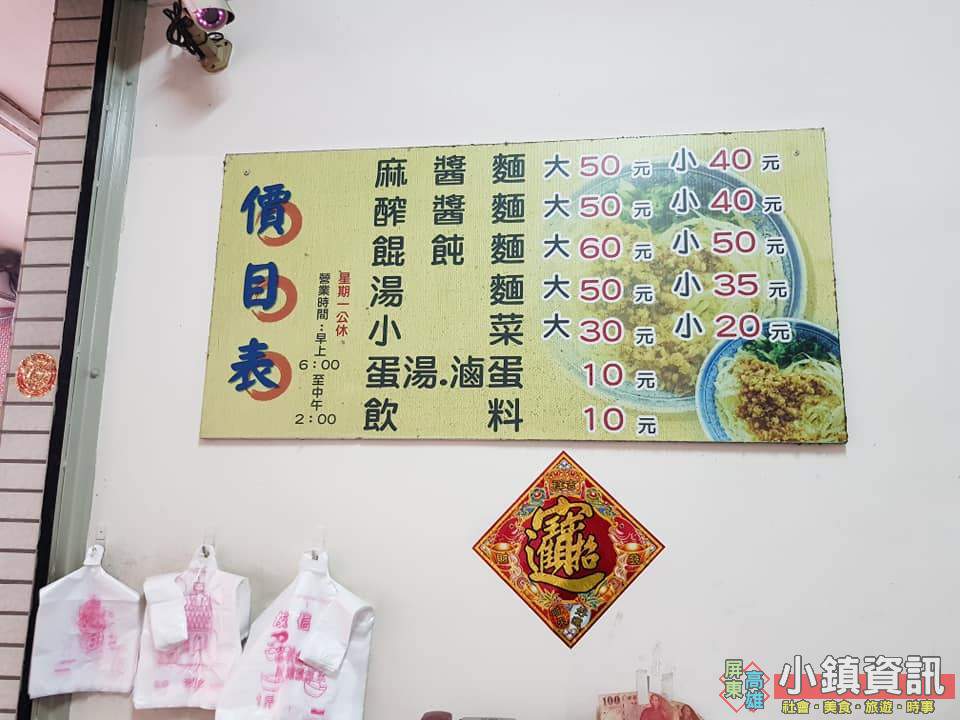 價目表
星期一公休。
營業時間:早上
6:00
至中午
2:00
麻醬麵 大50元 小40元
醡醬麵 大50元 小40元
餛飩麵 大60元 小50元
湯麵 大50元 小35元
小菜 大30元 小20元
蛋湯.滷蛋 10元
飲料 10元
招財進寶
100
屏東
高雄
小鎮資訊
社會·美食·旅遊·時事